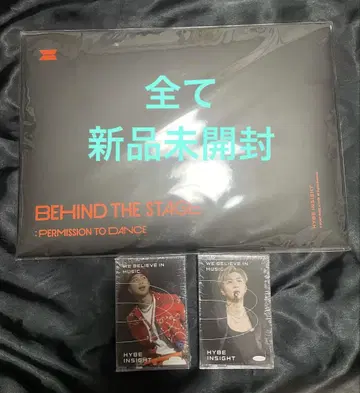 全て
新品未開封
BEHIND THE STAGE
: PERMISSION TO DANCE
HYBE INSIGHT
WE BELIEVE IN
MUSIC
HYBE
INSIGHT
WE BELIEVE IN
MUSIC
HYBE
INSIGHT